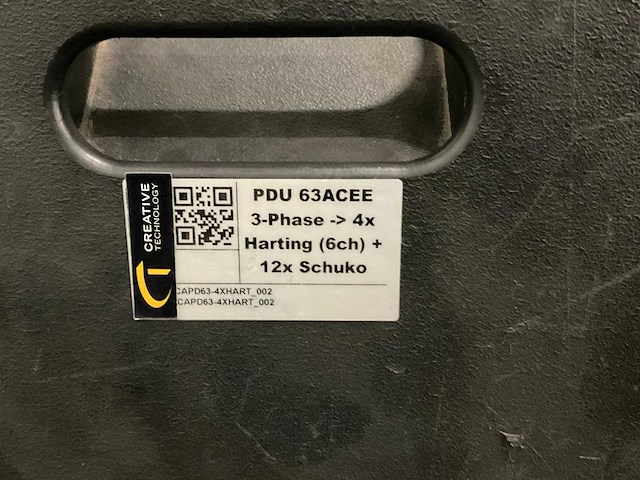 CREATIVE
TECHNOLOGY
PDU 63ACEE
3-Phase -> 4x
Harting (6ch) +
12x Schuko
CAPD63-4XHART_002
CAPD63-4XHART_002